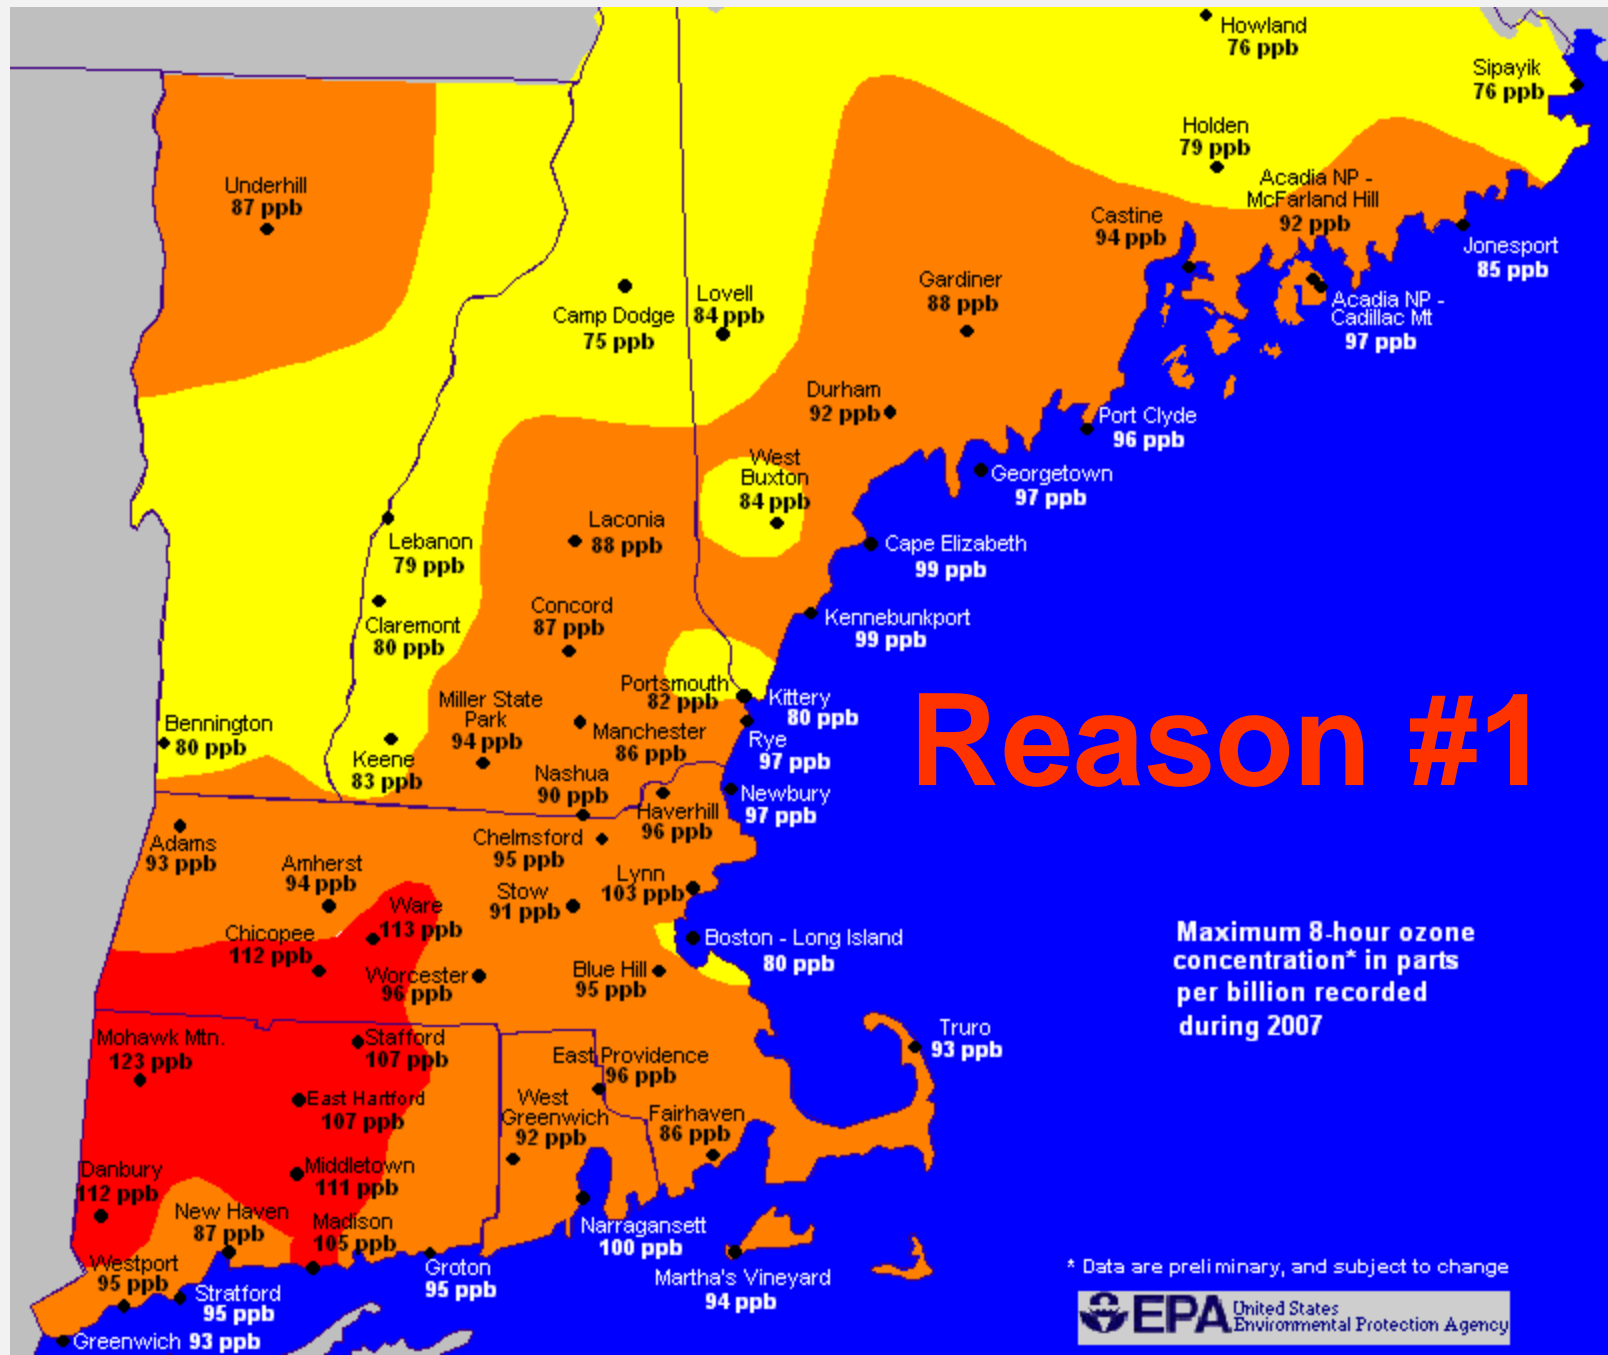 Howland
76 ppb
Sipayik
76 ppb
Holden
79 ppb
Acadia NP -
McFarland Hill
92 ppb
Underhill
87 ppb
Castine
94 ppb
Jonesport
85 ppb
Gardiner
88 ppb
Lovell
84 ppb
Camp Dodge
75 ppb
Acadia NP -
Cadillac Mt
97 ppb
Durham
92 ppb
Port Clyde
96 ppb
West
Buxton
84 ppb
Georgetown
97 ppb
Laconia
88 ppb
Lebanon
79 ppb
Cape Elizabeth
99 ppb
Concord
87 ppb
Claremont
80 ppb
Kennebunkport
99 ppb
Portsmouth
82 ppb
Kittery
80 ppb
Miller State
Park
94 ppb
Manchester
86 ppb
Rye
97 ppb
Reason #1
Bennington
80 ppb
Keene
83 ppb
Nashua
90 ppb
Haverhill
96 ppb
Newbury
97 ppb
Adams
93 ppb
Chelmsford
95 ppb
Amherst
94 ppb
Lynn
103 ppb
Stow
91 ppb
Ware
113 ppb
Chicopee
112 ppb
Boston - Long Island
80 ppb
Maximum 8-hour ozone
concentration* in parts
per billion recorded
during 2007
Worcester
96 ppb
Blue Hill
95 ppb
Mohawk Mtn.
123 ppb
Stafford
107 ppb
Truro
93 ppb
East Providence
96 ppb
East Hartford
107 ppb
West
Greenwich
92 ppb
Fairhaven
86 ppb
Danbury
112 ppb
Middletown
111 ppb
New Haven
87 ppb
Madison
105 ppb
Narragansett
100 ppb
Westport
95 ppb
Groton
95 ppb
Martha's Vineyard
94 ppb
Stratford
95 ppb
Greenwich 93 ppb
* Data are preliminary, and subject to change
EPA
United States
Environmental Protection Agency